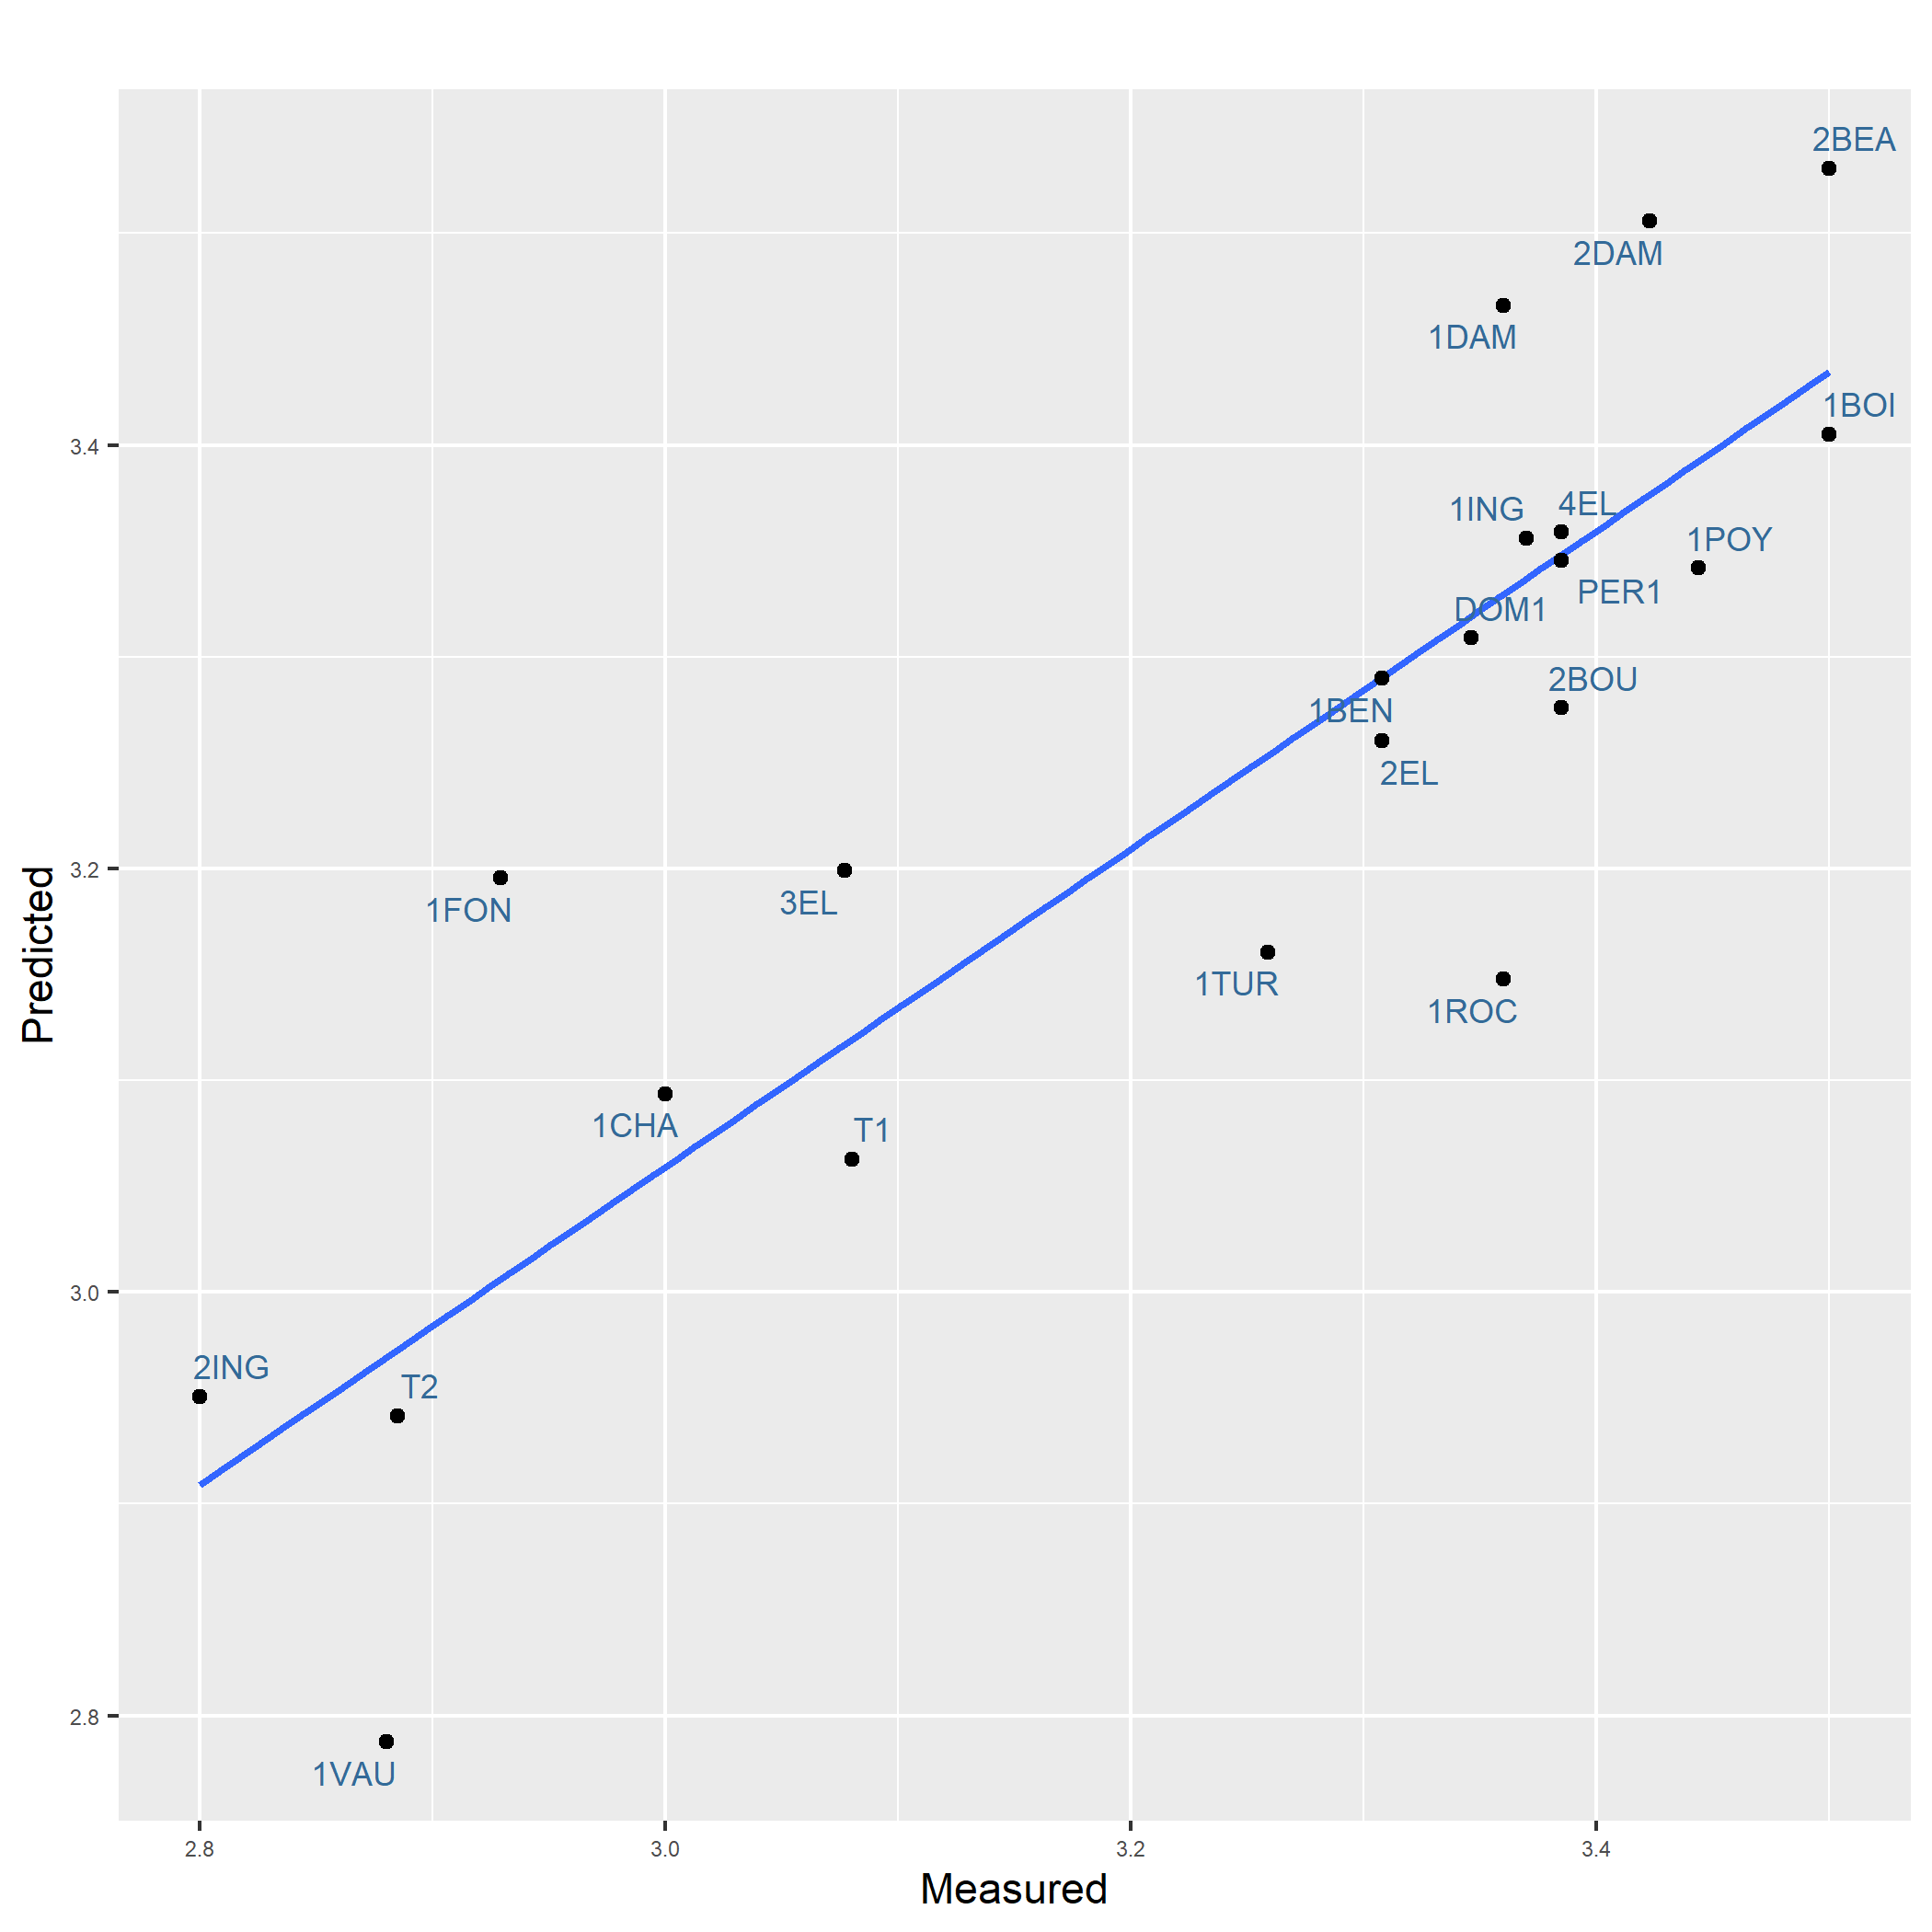 2BEA
2DAM
1DAM
1BOI
3.4
1ING
4EL
1POY
PER1
DOM1
2BOU
1BEN
2EL
3.2
1FON
3EL
1TUR
1ROC
Predicted
1CHA
T1
3.0
2ING
T2
2.8
1VAU
2.8 3.0 3.2 3.4
Measured